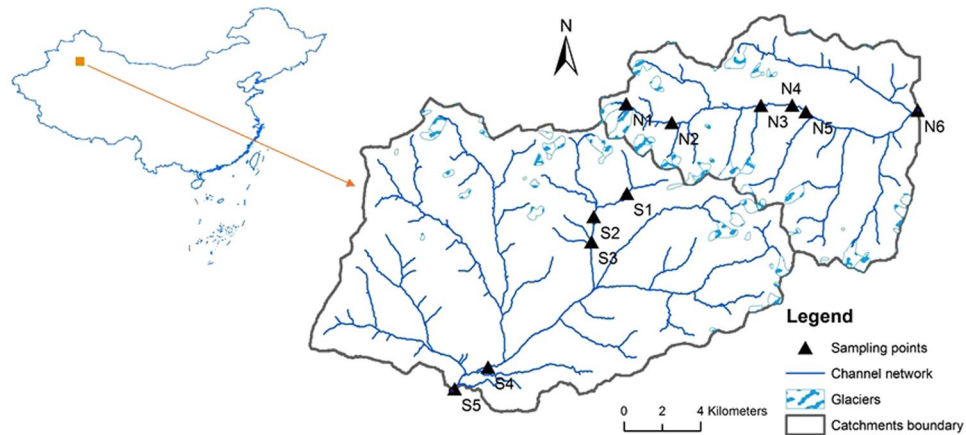 N
N1
N2
N3
N4
N5
N6
S1
S2
S3
S4
S5
Legend
Sampling points
Channel network
Glaciers
Catchments boundary
0 2 4 Kilometers